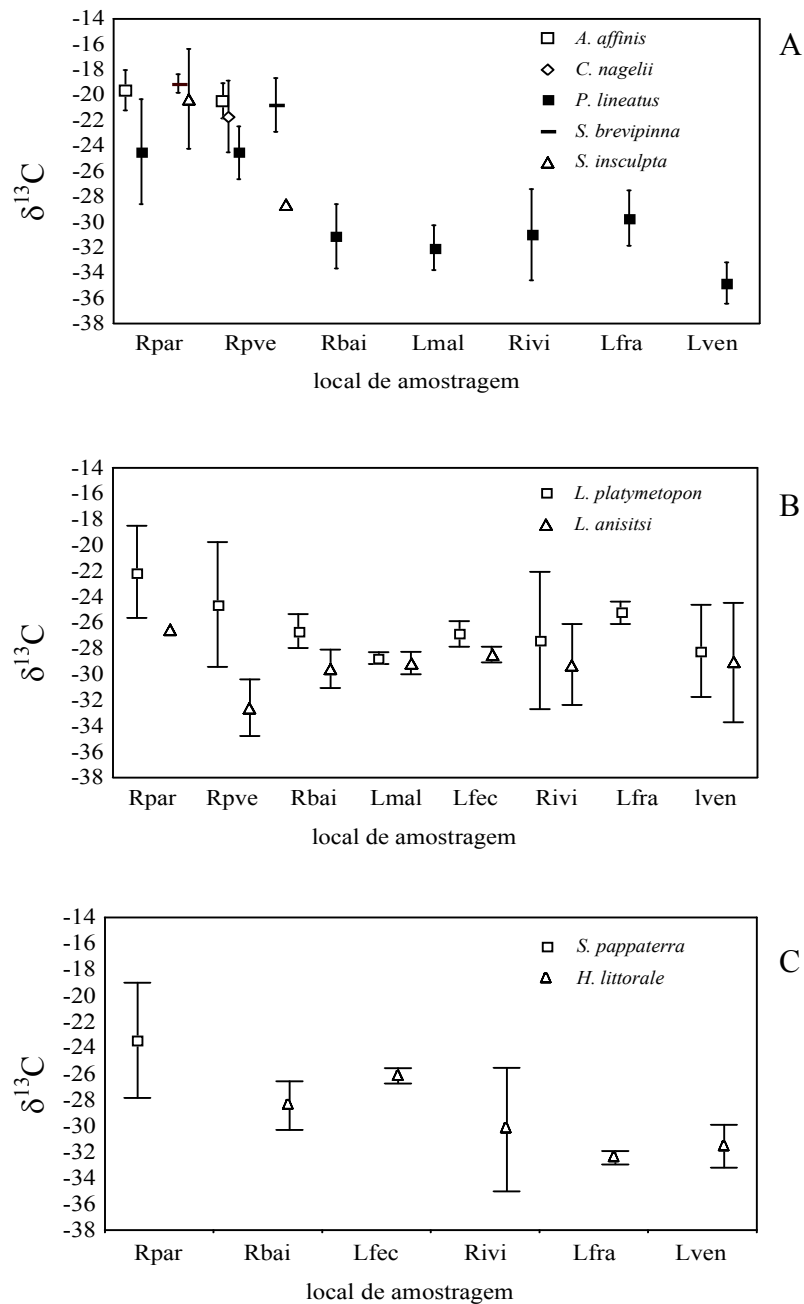 A
δ13C
-14
-16
-18
-20
-22
-24
-26
-28
-30
-32
-34
-36
-38
A. affinis
C. nagelii
P. lineatus
S. brevipinna
S. insculpta
Rpar Rpve Rbai Lmal Rivi Lfra Lven
local de amostragem
B
δ13C
-14
-16
-18
-20
-22
-24
-26
-28
-30
-32
-34
-36
-38
L. platymetopon
L. anisitsi
Rpar Rpve Rbai Lmal Lfec Rivi Lfra lven
local de amostragem
C
δ13C
-14
-16
-18
-20
-22
-24
-26
-28
-30
-32
-34
-36
-38
S. pappaterra
H. littorale
Rpar Rbai Lfec Rivi Lfra Lven
local de amostragem